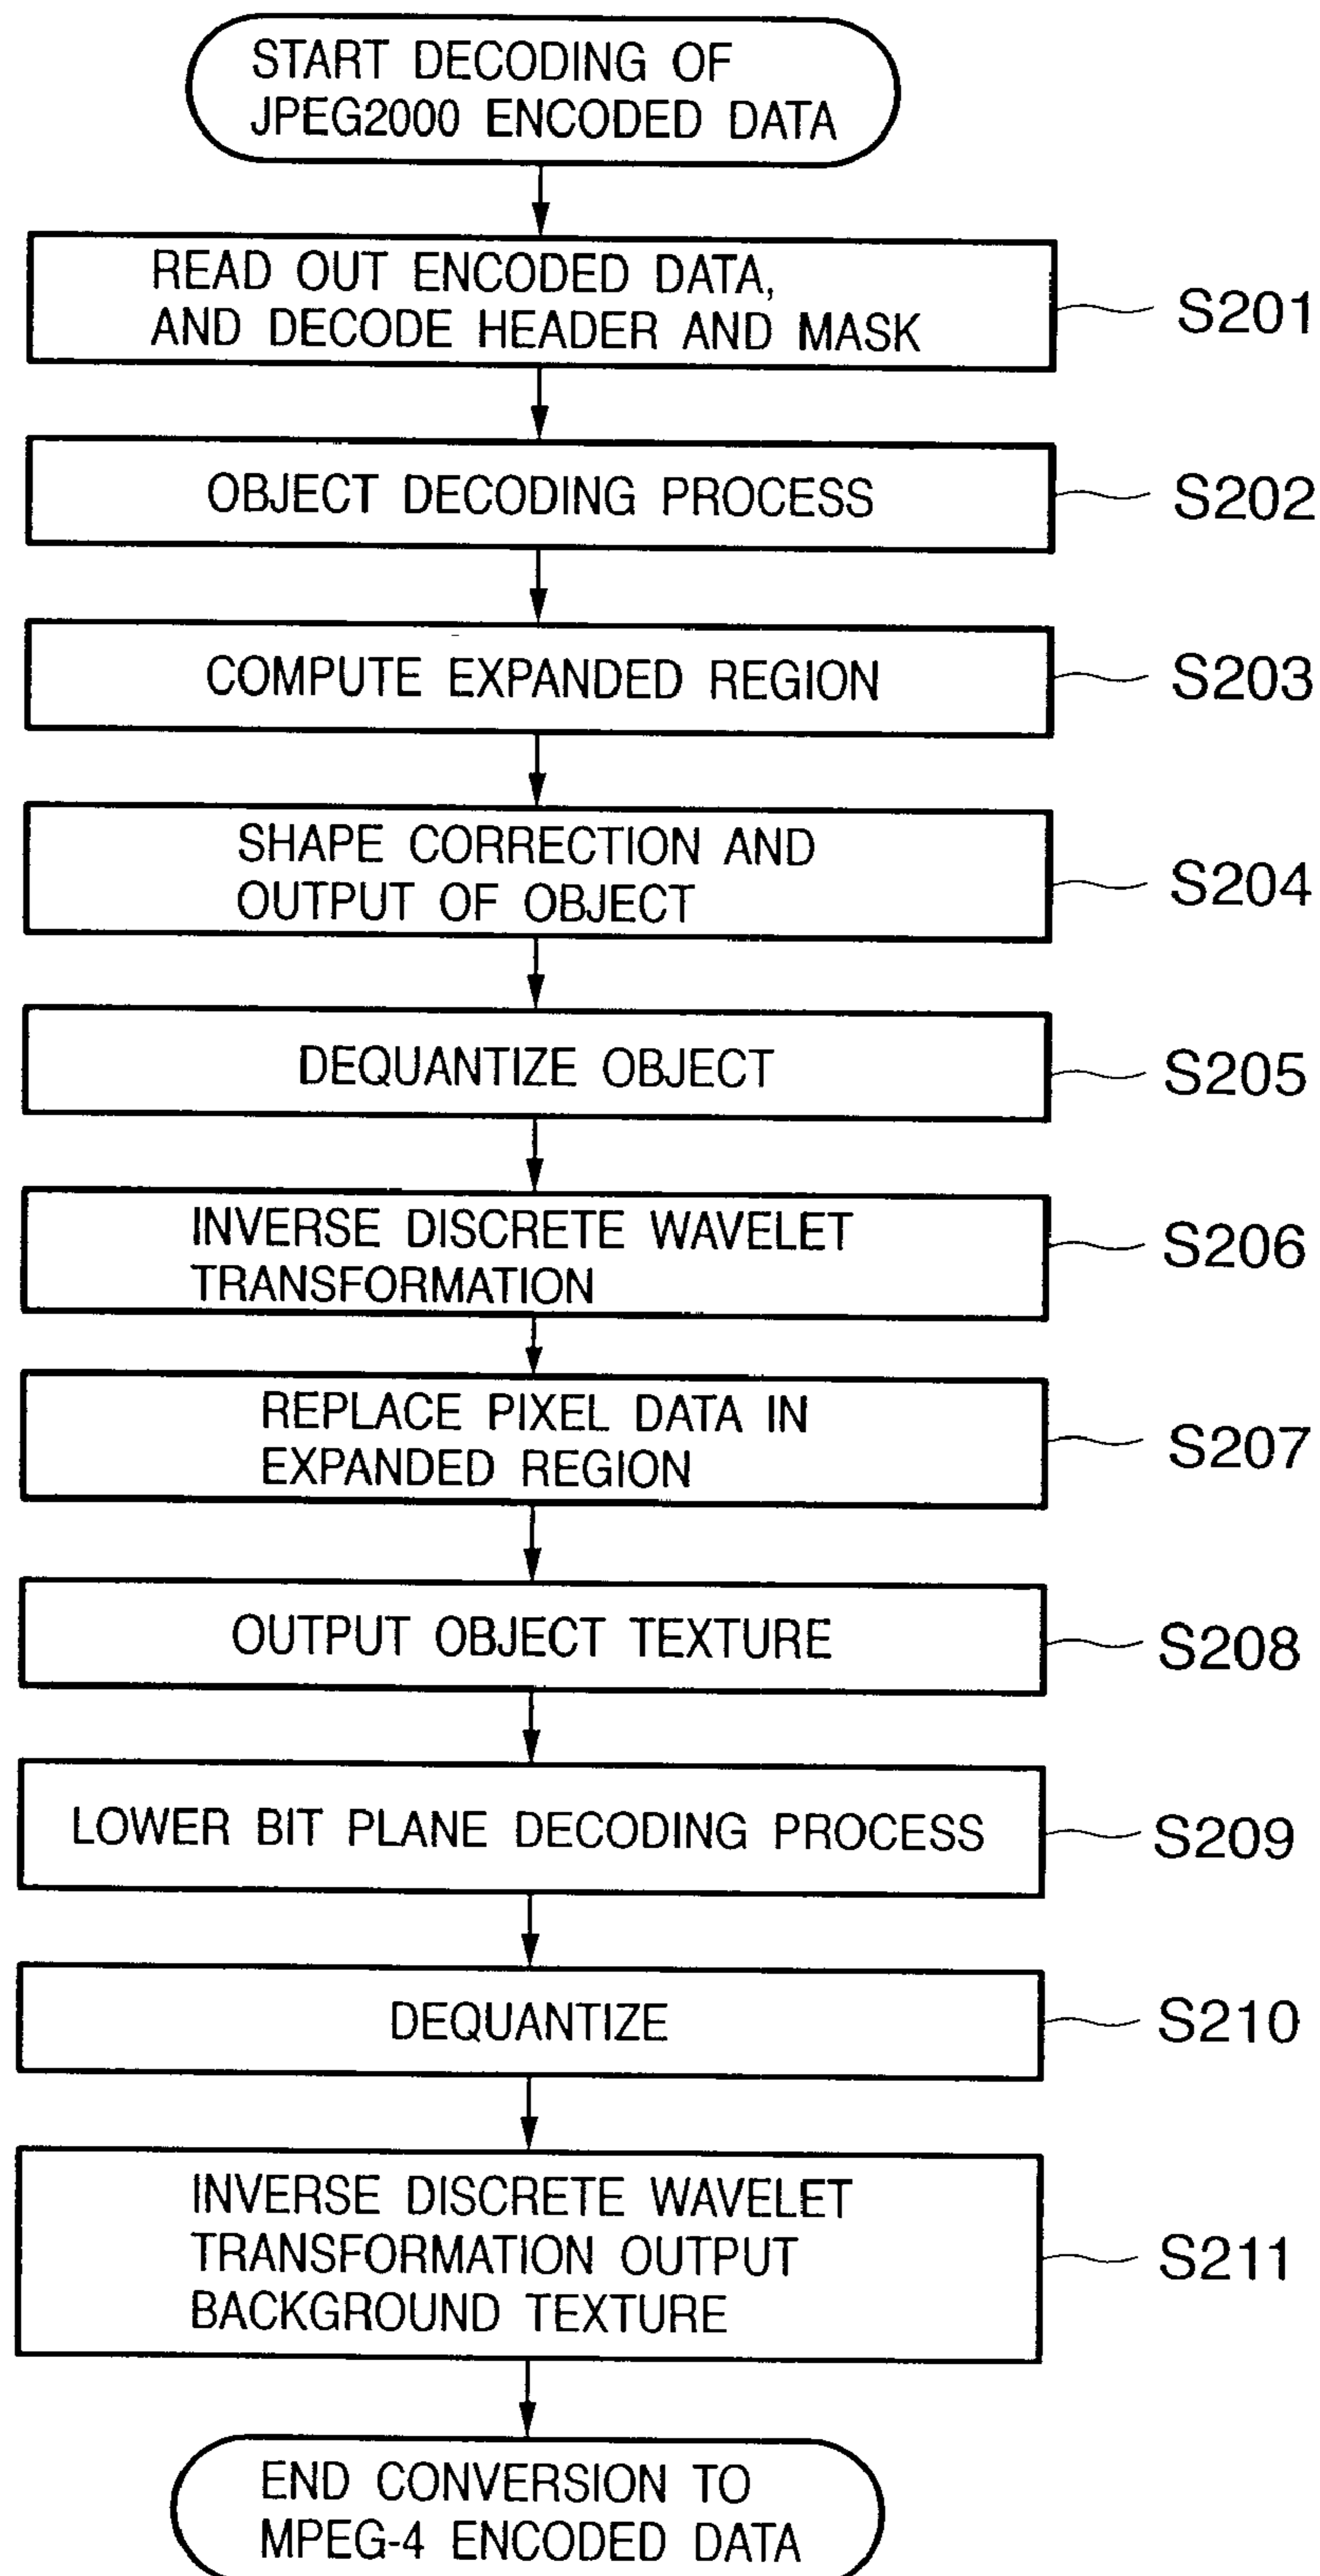 START DECODING OF
JPEG2000 ENCODED DATA
READ OUT ENCODED DATA,
AND DECODE HEADER AND MASK
S201
OBJECT DECODING PROCESS
S202
COMPUTE EXPANDED REGION
S203
SHAPE CORRECTION AND
OUTPUT OF OBJECT
S204
DEQUANTIZE OBJECT
S205
INVERSE DISCRETE WAVELET
TRANSFORMATION
S206
REPLACE PIXEL DATA IN
EXPANDED REGION
S207
OUTPUT OBJECT TEXTURE
S208
LOWER BIT PLANE DECODING PROCESS
S209
DEQUANTIZE
S210
INVERSE DISCRETE WAVELET
TRANSFORMATION OUTPUT
BACKGROUND TEXTURE
S211
END CONVERSION TO
MPEG-4 ENCODED DATA